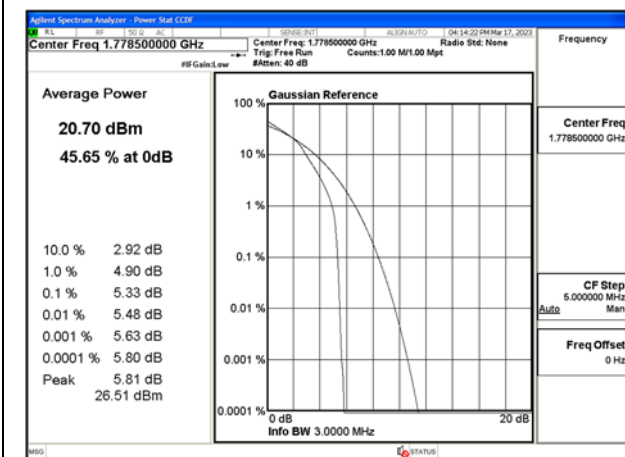 Agilent Spectrum Analyzer - Power Stat CCDF
RL RF 50 Ω AC SENSE:INT ALIGN AUTO 04:14:22 PM Mar 17, 2023
Center Freq 1.778500000 GHz
Center Freq: 1.778500000 GHz Radio Std: None
Trig: Free Run Counts:1.00 M/1.00 Mpt
#IFGain:Low #Atten: 40 dB
Frequency
Average Power
20.70 dBm
45.65 % at 0dB
10.0 % 2.92 dB
1.0 % 4.90 dB
0.1 % 5.33 dB
0.01 % 5.48 dB
0.001 % 5.63 dB
0.0001 % 5.80 dB
Peak 5.81 dB
26.51 dBm
Gaussian Reference
100 %
10 %
1 %
0.1 %
0.01 %
0.001 %
0.0001 %
0 dB 20 dB
Info BW 3.0000 MHz
Center Freq
1.778500000 GHz
CF Step
5.000000 MHz
Auto Man
Freq Offset
0 Hz
MSG STATUS